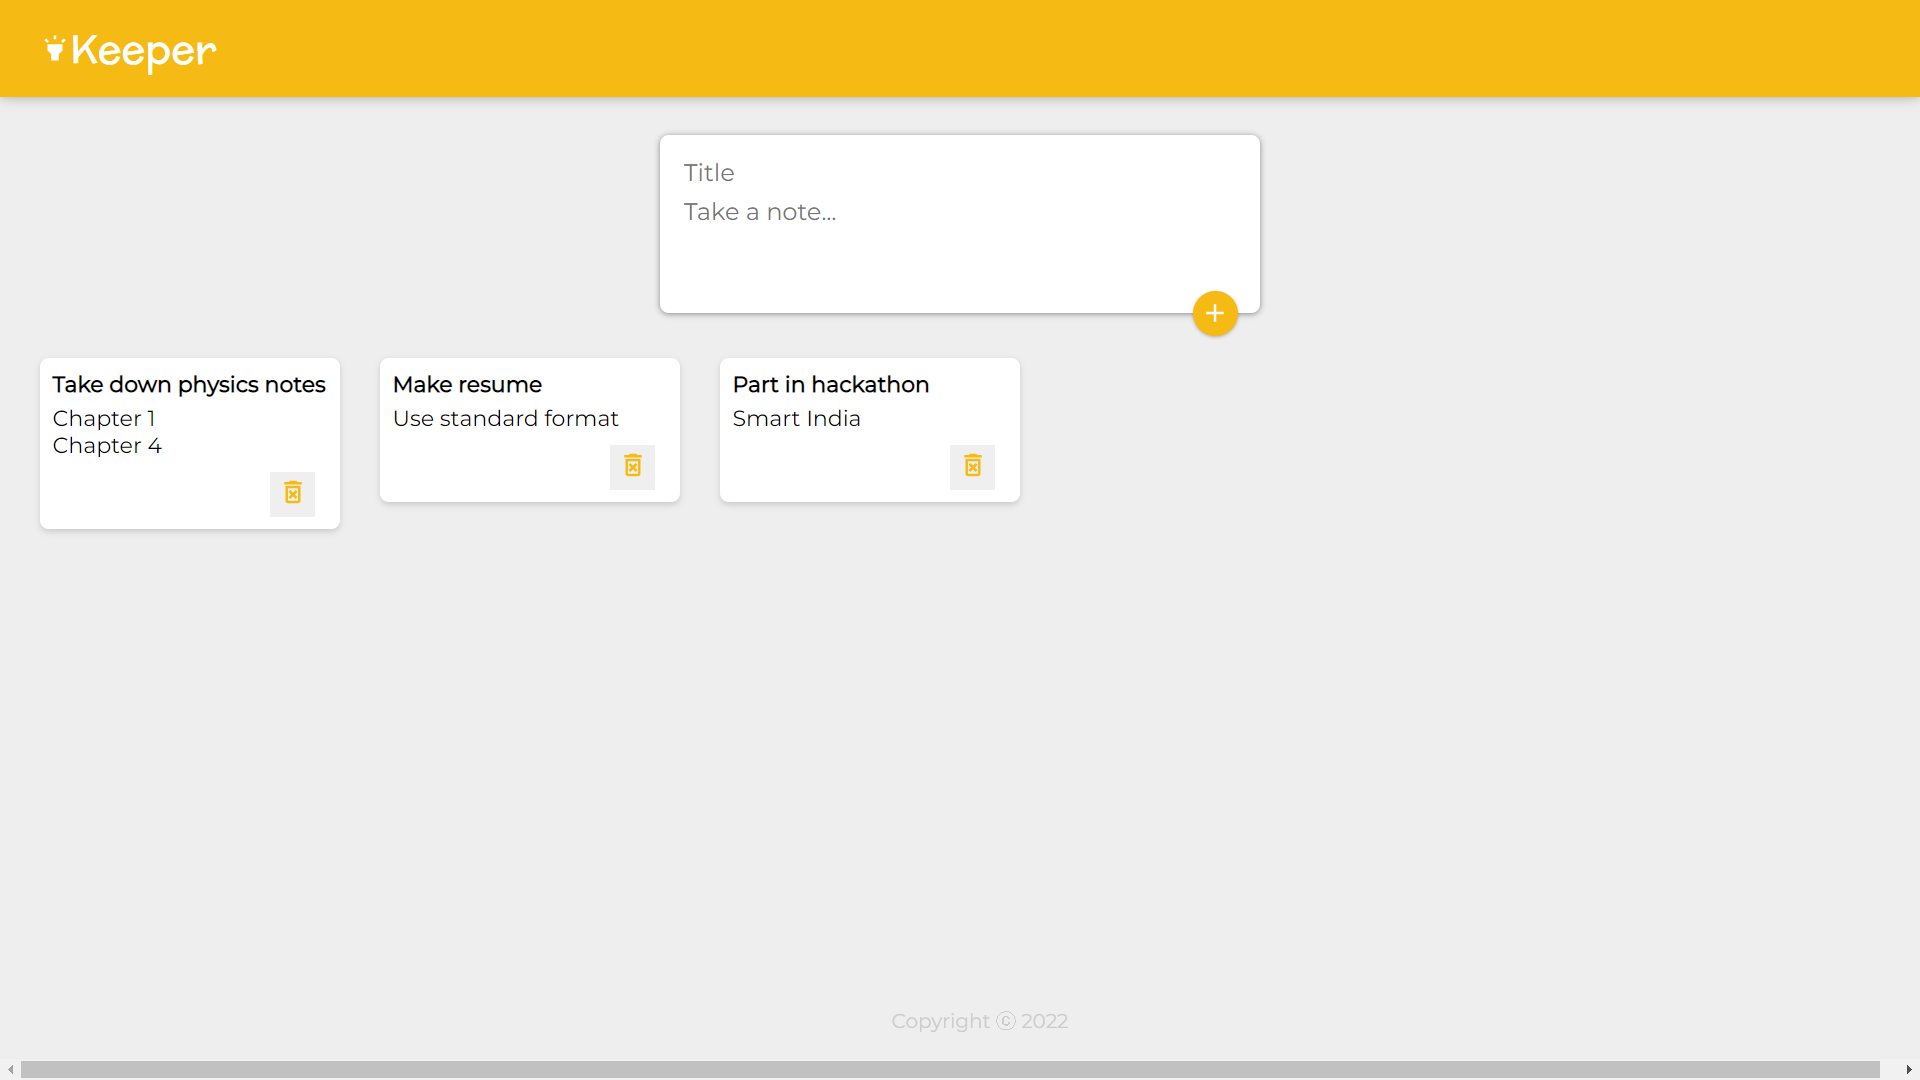 Keeper
Title
Take a note...
Take down physics notes
Chapter 1
Chapter 4
Make resume
Use standard format
Part in hackathon
Smart India
Copyright ⓒ 2022